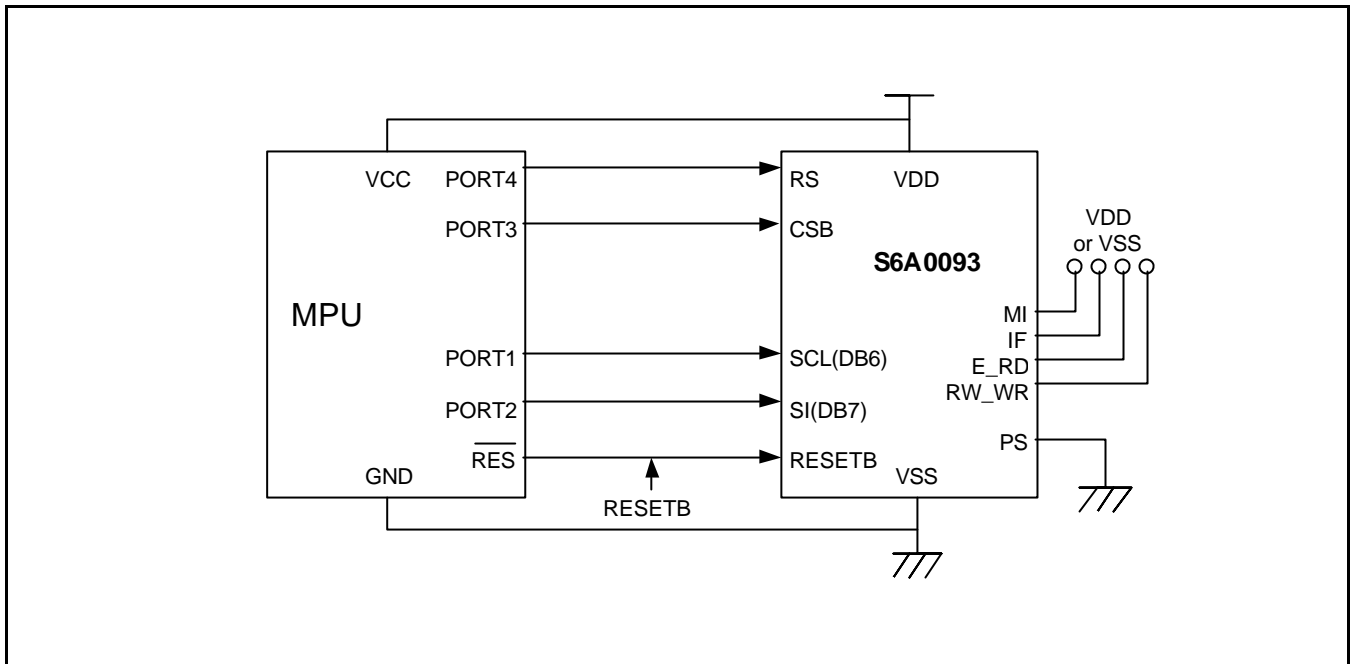 VCC
PORT4
PORT3
MPU
PORT1
PORT2
RES
GND
RESETB
RS
VDD
CSB
S6A0093
SCL(DB6)
SI(DB7)
RESETB
VSS
MI
IF
E_RD
RW_WR
PS
VDD
or VSS